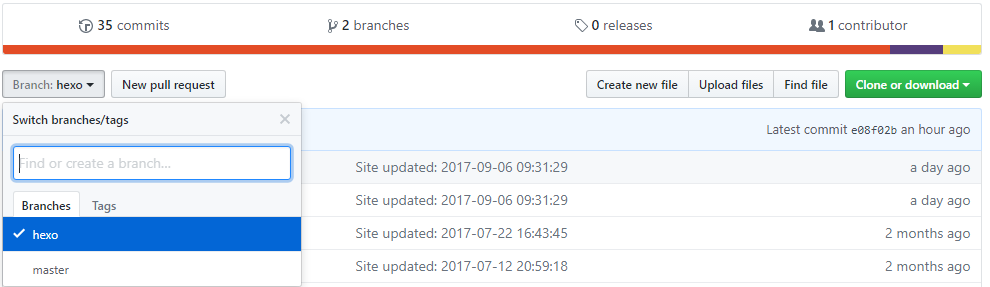 35 commits 2 branches 0 releases 1 contributor
Branch: hexo New pull request Create new file Upload files Find file Clone or download
Switch branches/tags
Latest commit e08f02b an hour ago
Find or create a branch...
Site updated: 2017-09-06 09:31:29 a day ago
Branches Tags
Site updated: 2017-09-06 09:31:29 a day ago
hexo
Site updated: 2017-07-22 16:43:45 2 months ago
master
Site updated: 2017-07-12 20:59:18 2 months ago